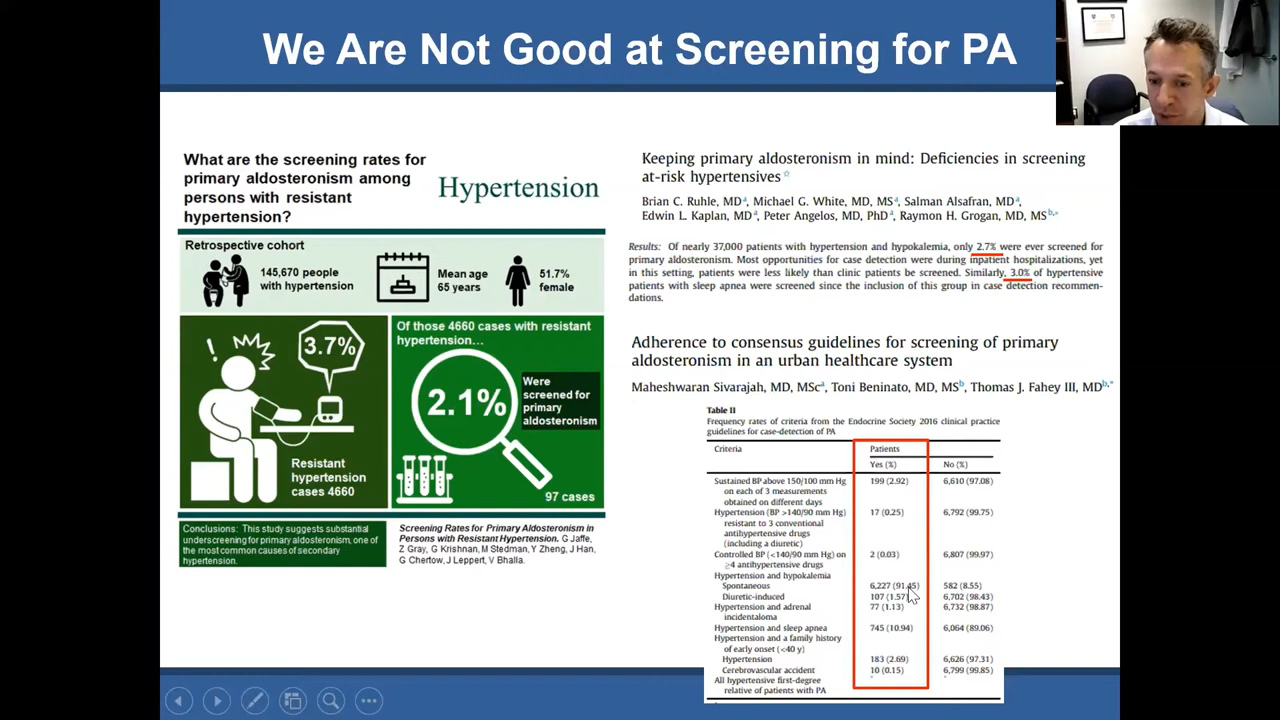 We Are Not Good at Screening for PA
What are the screening rates for
primary aldosteronism among
persons with resistant
hypertension?
Hypertension
Retrospective cohort
145,670 people
with hypertension
Mean age
65 years
51.7%
female
3.7%
Resistant
hypertension
cases 4660
Of those 4660 cases with resistant
hypertension…
2.1%
Were
screened for
primary
aldosteronism
97 cases
Conclusions: This study suggests substantial
underscreening for primary aldosteronism, one of
the most common causes of secondary
hypertension.
Screening Rates for Primary Aldosteronism in
Persons with Resistant Hypertension. G Jaffe,
Z Gray, G Krishnan, M Stedman, Y Zheng, J Han,
G Chertow, J Leppert, V Bhalla.
Keeping primary aldosteronism in mind: Deficiencies in screening
at-risk hypertensives☆
Brian C. Ruhle, MDᵃ, Michael G. White, MD, MSᵃ, Salman Alsafran, MDᵃ,
Edwin L. Kaplan, MDᵃ, Peter Angelos, MD, PhDᵃ, Raymon H. Grogan, MD, MSᵇ,*
Results: Of nearly 37,000 patients with hypertension and hypokalemia, only 2.7% were ever screened for
primary aldosteronism. Most opportunities for case detection were during inpatient hospitalizations, yet
in this setting, patients were less likely than clinic patients be screened. Similarly, 3.0% of hypertensive
patients with sleep apnea were screened since the inclusion of this group in case detection recommen-
dations.
Adherence to consensus guidelines for screening of primary
aldosteronism in an urban healthcare system
Maheshwaran Sivarajah, MD, MScᵃ, Toni Beninato, MD, MSᵇ, Thomas J. Fahey III, MDᵇ,*
Table II
Frequency rates of criteria from the Endocrine Society 2016 clinical practice
guidelines for case-detection of PA
Criteria Patients
Yes (%) No (%)
Sustained BP above 150/100 mm Hg 199 (2.92) 6,610 (97.08)
on each of 3 measurements
obtained on different days
Hypertension (BP >140/90 mm Hg) 17 (0.25) 6,792 (99.75)
resistant to 3 conventional
antihypertensive drugs
(including a diuretic)
Controlled BP (<140/90 mm Hg) on 2 (0.03) 6,807 (99.97)
≥4 antihypertensive drugs
Hypertension and hypokalemia
Spontaneous 6,227 (91.45) 582 (8.55)
Diuretic-induced 107 (1.57) 6,702 (98.43)
Hypertension and adrenal 77 (1.13) 6,732 (98.87)
incidentaloma
Hypertension and sleep apnea 745 (10.94) 6,064 (89.06)
Hypertension and a family history
of early onset (<40 y)
Hypertension 183 (2.69) 6,626 (97.31)
Cerebrovascular accident 10 (0.15) 6,799 (99.85)
All hypertensive first-degree
relative of patients with PA